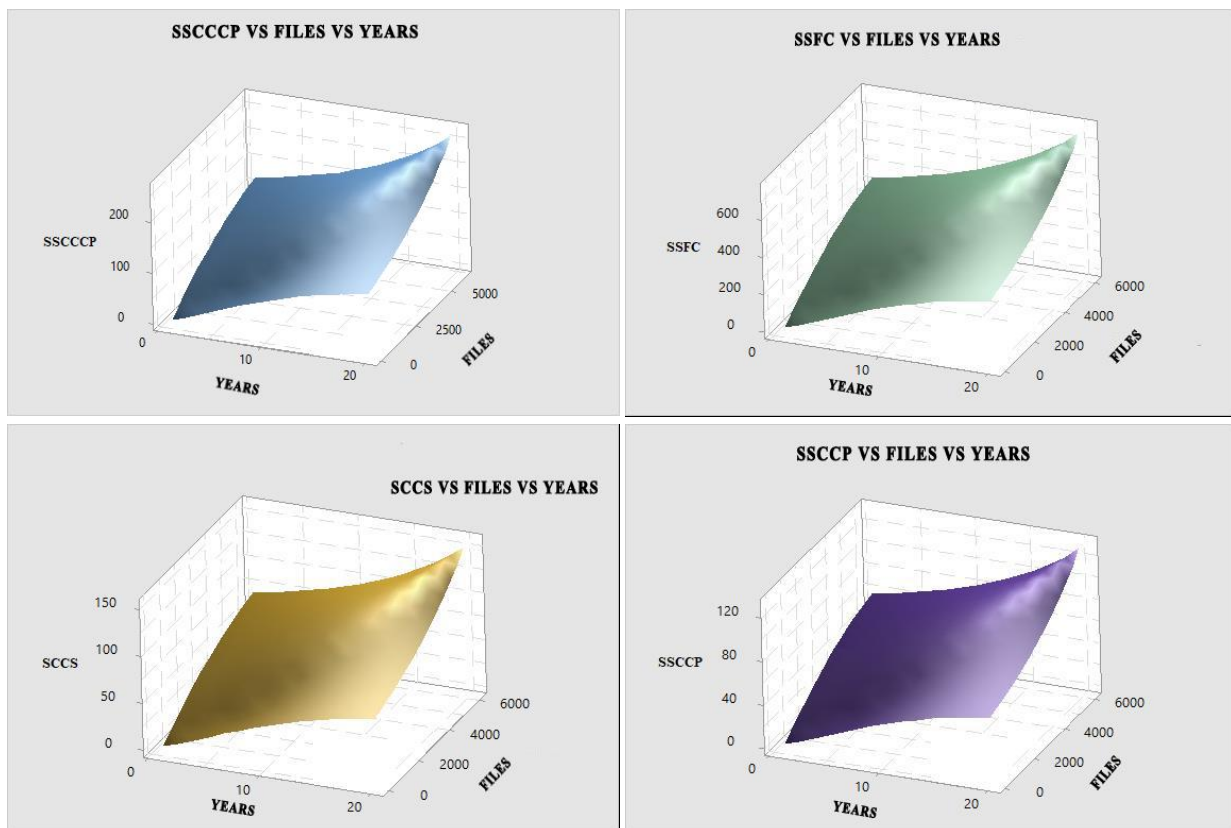 SSCCCP VS FILES VS YEARS
200
SSCCCP
100
0
0
10
20
YEARS
0
2500
5000
FILES
SSFC VS FILES VS YEARS
600
SSFC
400
200
0
0
10
20
YEARS
0
2000
4000
6000
FILES
SCCS VS FILES VS YEARS
150
100
SCCS
50
0
0
10
20
YEARS
0
2000
4000
6000
FILES
SSCCP VS FILES VS YEARS
120
80
SSCCP
40
0
0
10
20
YEARS
0
2000
4000
6000
FILES